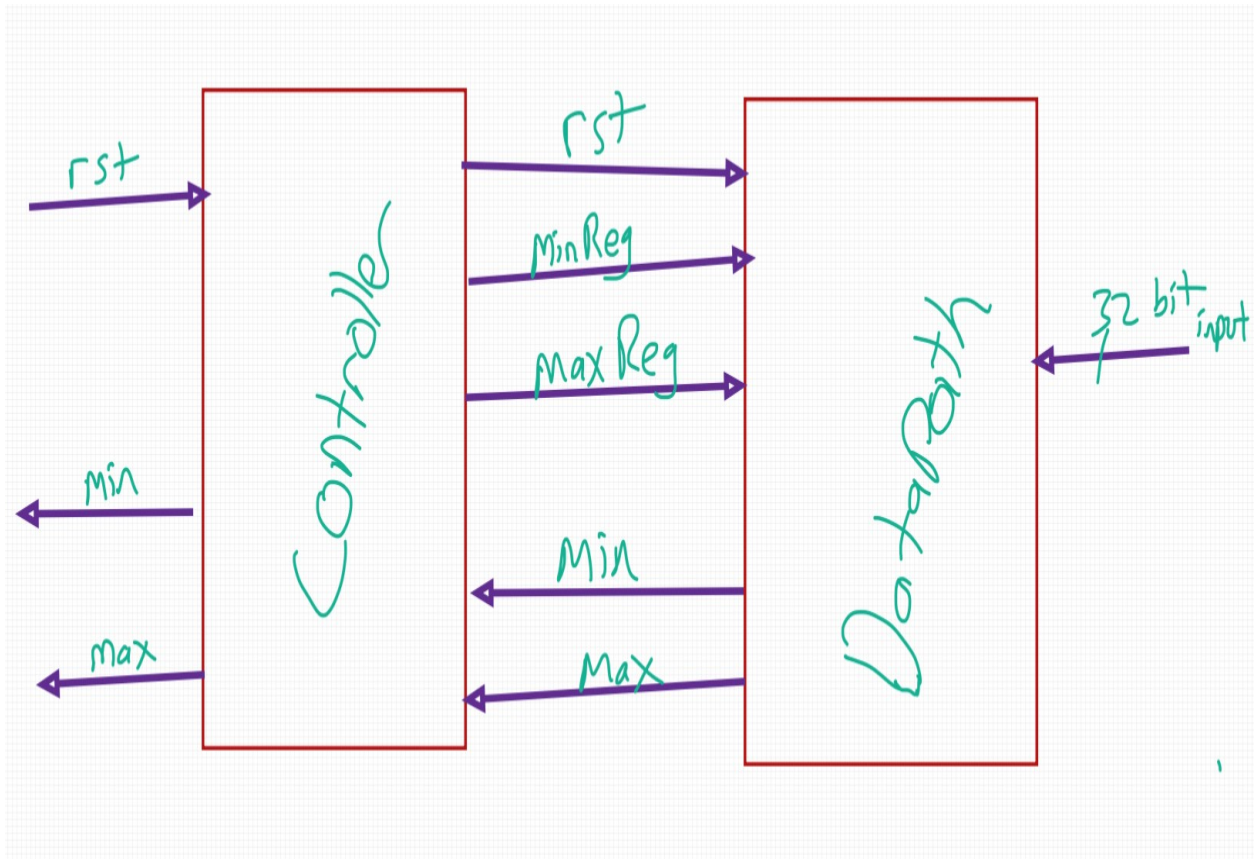 rst
rst
MinReg
maxReg
32 bit input
Controller
DataPath
Min
Min
max
Max